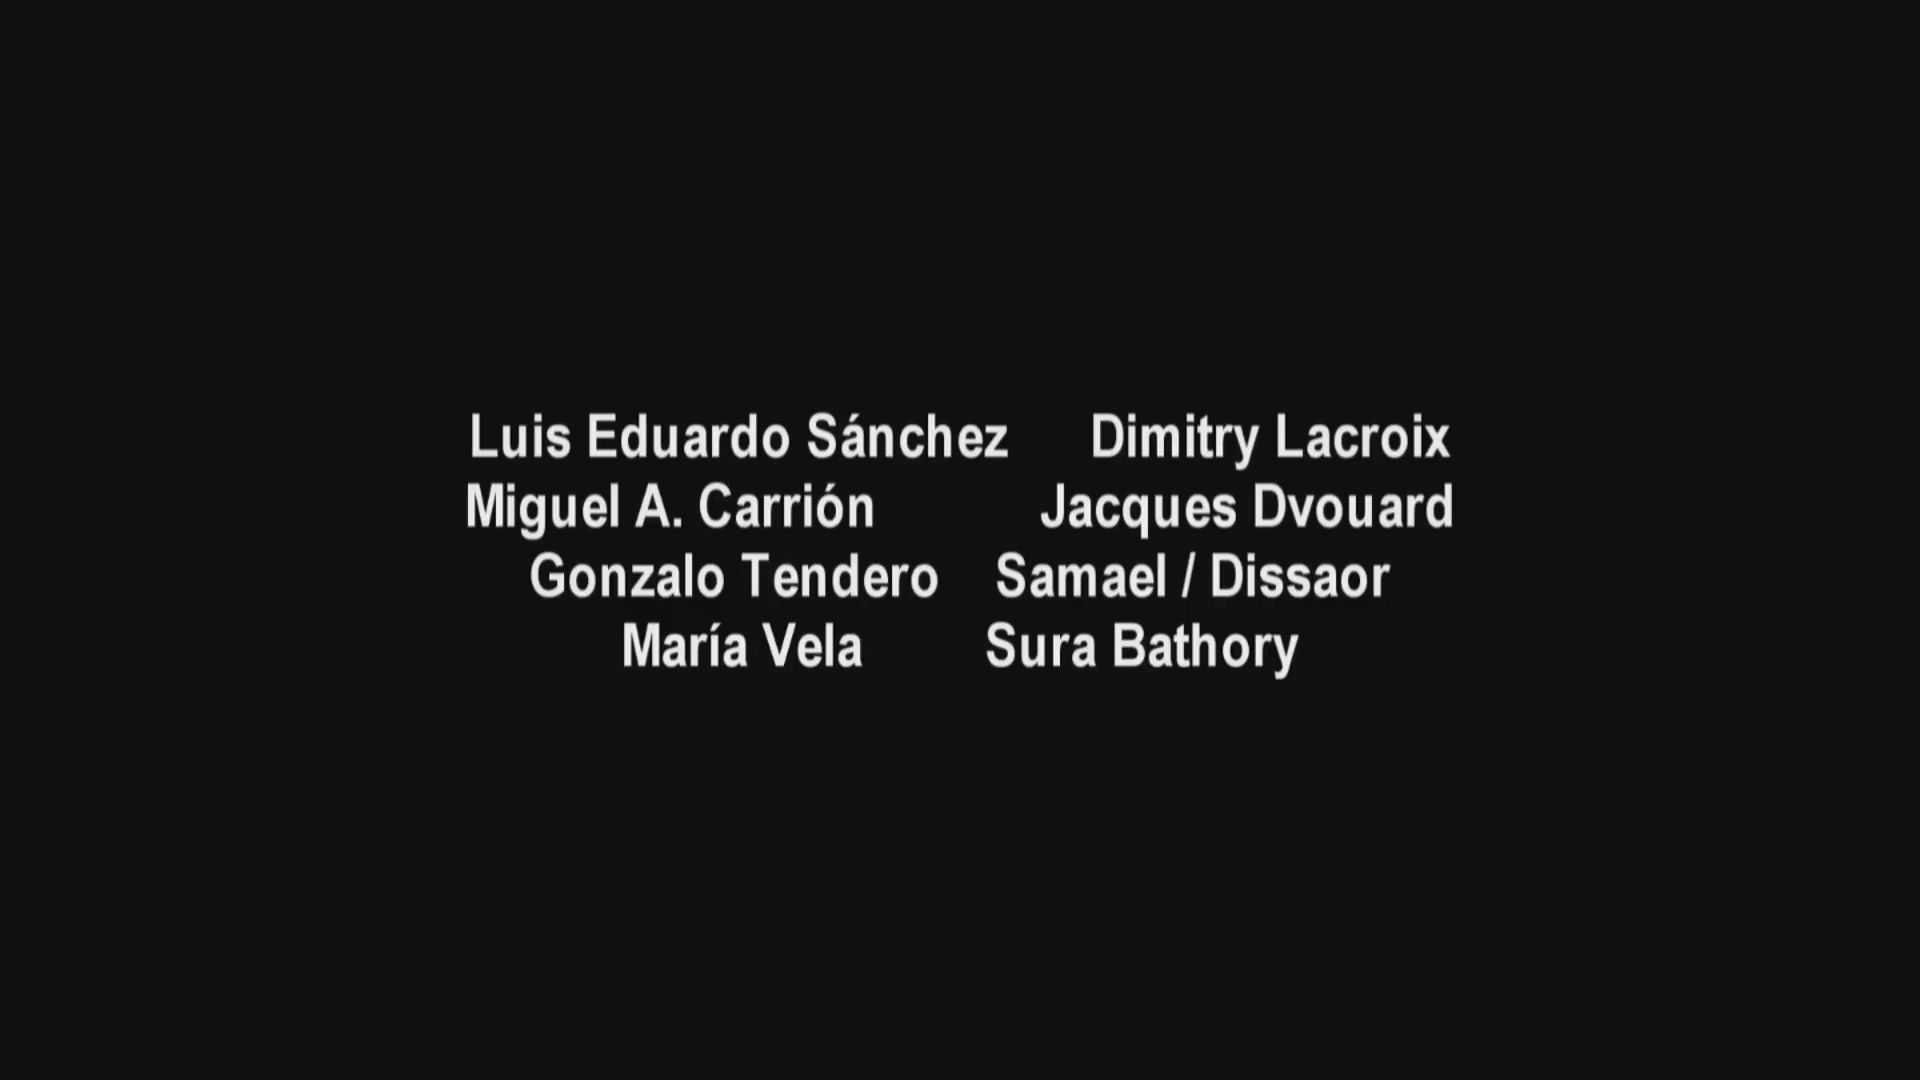 Luis Eduardo Sánchez Dimitry Lacroix
Miguel A. Carrión Jacques Dvouard
Gonzalo Tendero Samael / Dissaor
María Vela Sura Bathory